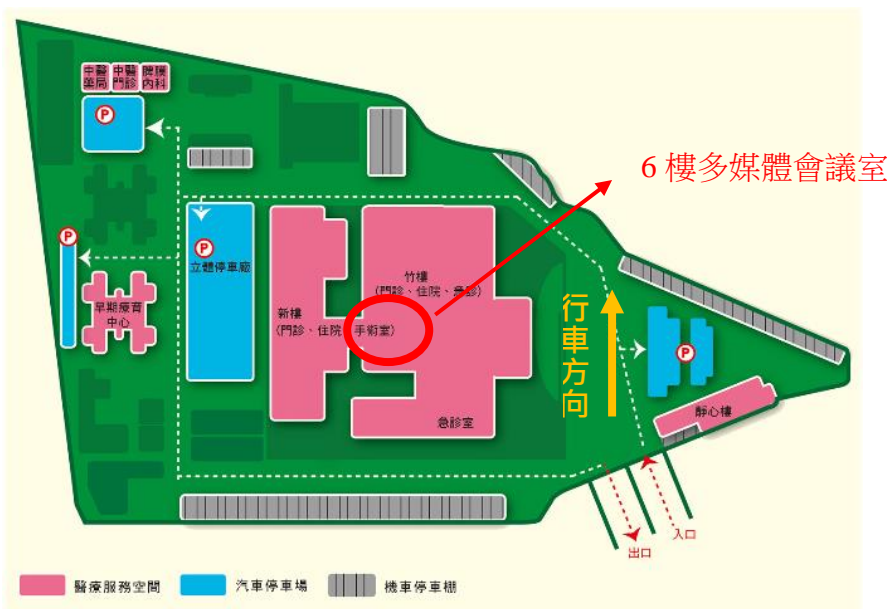 中醫
藥局
中醫
門診
脾胰
內科
P
6 樓多媒體會議室
P
P
立體停車廠
竹樓
(門診、住院、急診)
早期療育
中心
新樓
(門診、住院、手術室)
行車方向
P
靜心樓
急診室
入口
出口
醫療服務空間
汽車停車場
機車停車棚